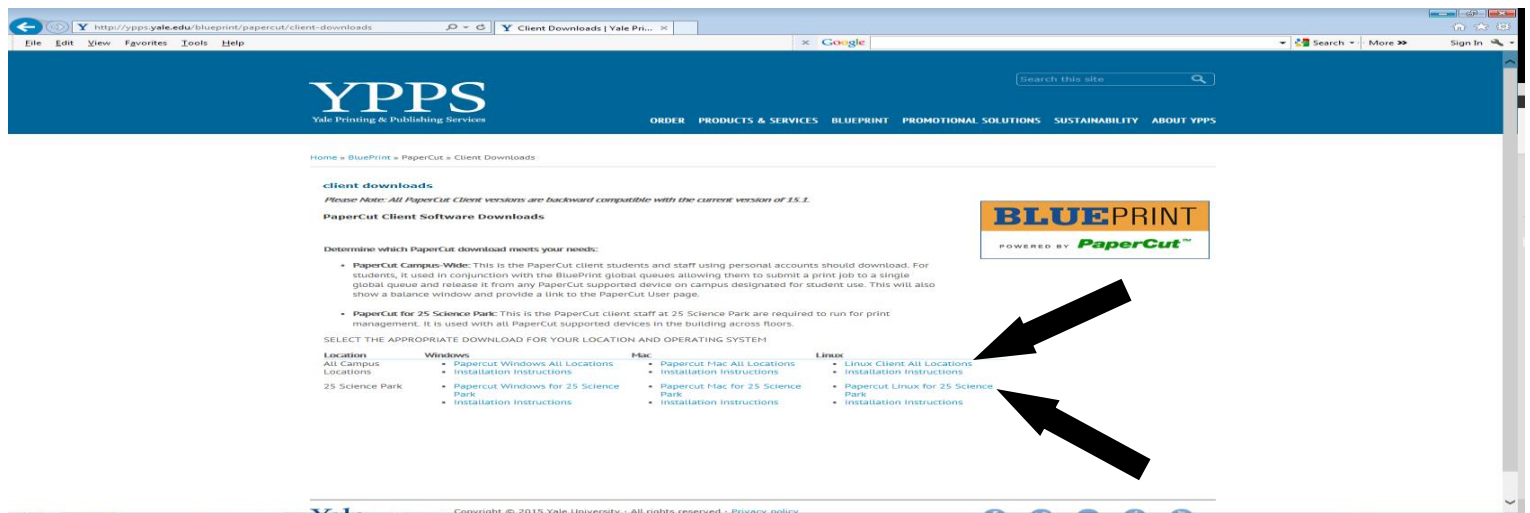 http://ypps.yale.edu/blueprint/papercut/client-downloads
Client Downloads | Yale Pri...
File Edit View Favorites Tools Help
Google
Search
More »
Sign In
YPPS
Yale Printing & Publishing Services
Search this site
ORDER PRODUCTS & SERVICES BLUEPRINT PROMOTIONAL SOLUTIONS SUSTAINABILITY ABOUT YPPS
Home » BluePrint » PaperCut » Client Downloads
client downloads
Please Note: All PaperCut Client versions are backward compatible with the current version of 15.1.
PaperCut Client Software Downloads
BLUEPRINT
POWERED BY PaperCut™
Determine which PaperCut download meets your needs:
• PaperCut Campus-Wide: This is the PaperCut client students and staff using personal accounts should download. For
students, it used in conjunction with the BluePrint global queues allowing them to submit a print job to a single
global queue and release it from any PaperCut supported device on campus designated for student use. This will also
show a balance window and provide a link to the PaperCut User page.
• PaperCut for 25 Science Park: This is the PaperCut client staff at 25 Science Park are required to run for print
management. It is used with all PaperCut supported devices in the building across floors.
SELECT THE APPROPRIATE DOWNLOAD FOR YOUR LOCATION AND OPERATING SYSTEM
Location Windows Mac Linux
All Campus • Papercut Windows All Locations • Papercut Mac All Locations • Linux Client All Locations
Locations • Installation Instructions • Installation Instructions • Installation Instructions
25 Science Park • Papercut Windows for 25 Science • Papercut Mac for 25 Science • Papercut Linux for 25 Science
Park Park Park
• Installation Instructions • Installation Instructions • Installation Instructions
Yale
Copyright © 2015 Yale University · All rights reserved · Privacy policy